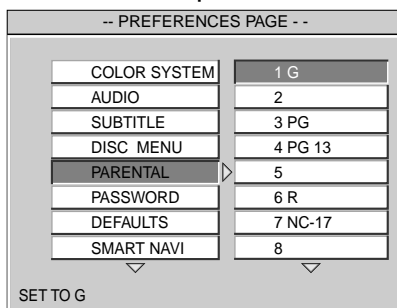 -- PREFERENCES PAGE - -
COLOR SYSTEM
AUDIO
SUBTITLE
DISC MENU
PARENTAL
PASSWORD
DEFAULTS
SMART NAVI
1 G
2
3 PG
4 PG 13
5
6 R
7 NC-17
8
SET TO G